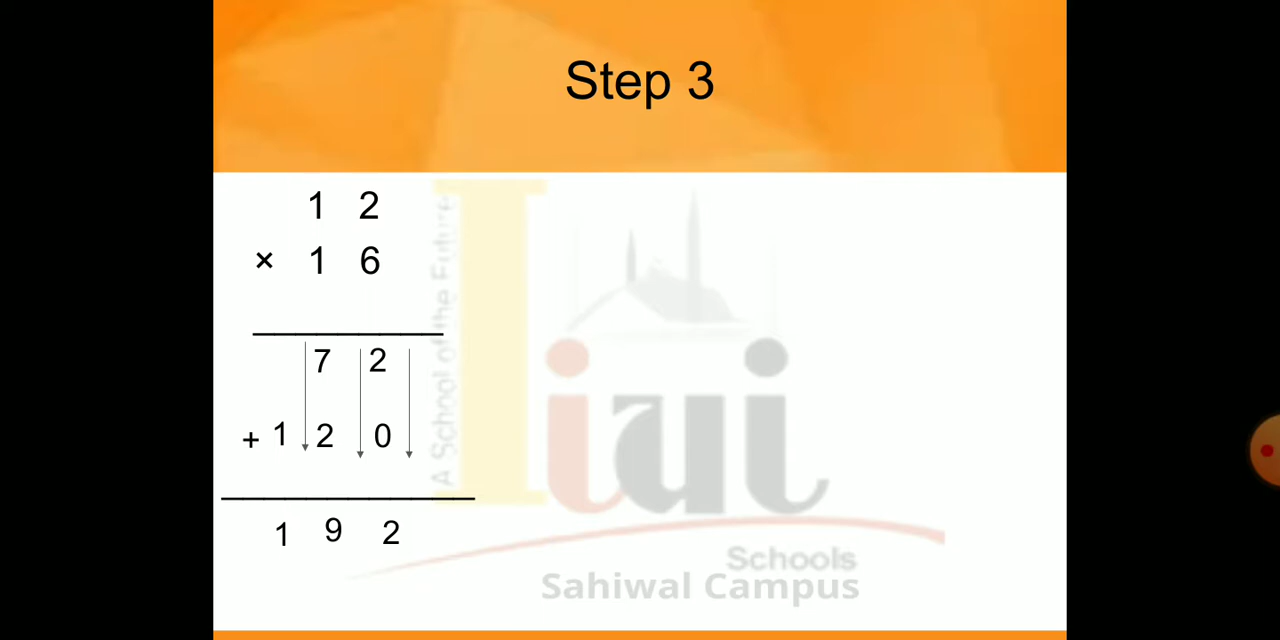 Step 3
1 2
× 1 6
7 2
+ 1 2 0
1 9 2
A School of the Future
I
iui
Schools
Sahiwal Campus